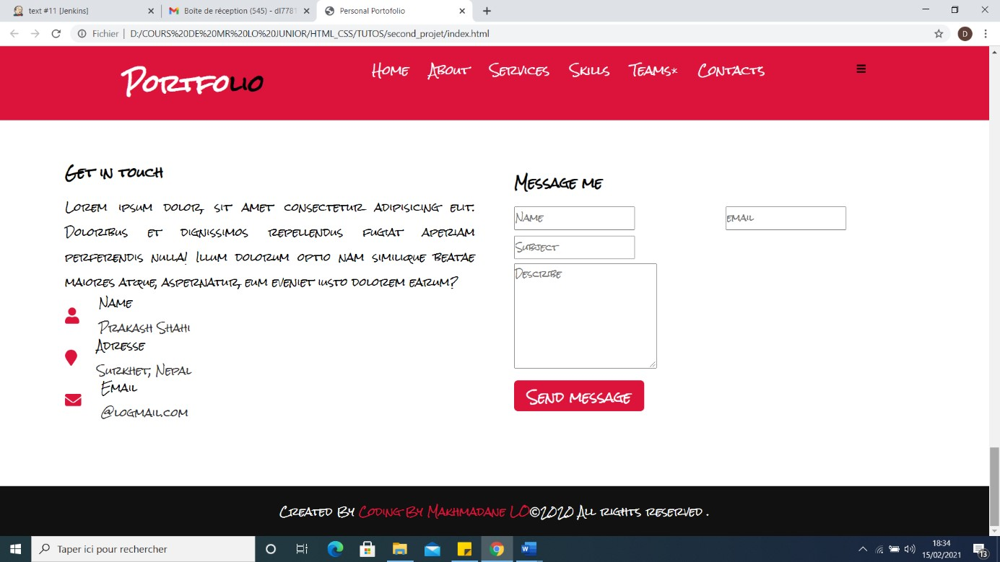 text #11 [Jenkins]
Boîte de réception (545) - dl7781
Personal Portofolio
Fichier | D:/COURS%20DE%20MR%20LO%20JUNIOR/HTML_CSS/TUTOS/second_projet/index.html
D
Portfolio
Home About Services Skills Teams* Contacts
Get in touch
Lorem ipsum dolor, sit amet consectetur adipisicing elit.
Doloribus et dignissimos repellendus fugiat aperiam
perferendis nulla! Illum dolorum optio nam similique beatae
maiores atque, aspernatur, eum eveniet iusto dolorem earum?
Name
Prakash Shahi
Adresse
Surkhet, Nepal
Email
@logmail.com
Message me
Name
email
Subject
Describe
Send message
Created By Coding By Makhmadane LO©2020 All rights reserved .
Taper ici pour rechercher
W
18:34
15/02/2021
13